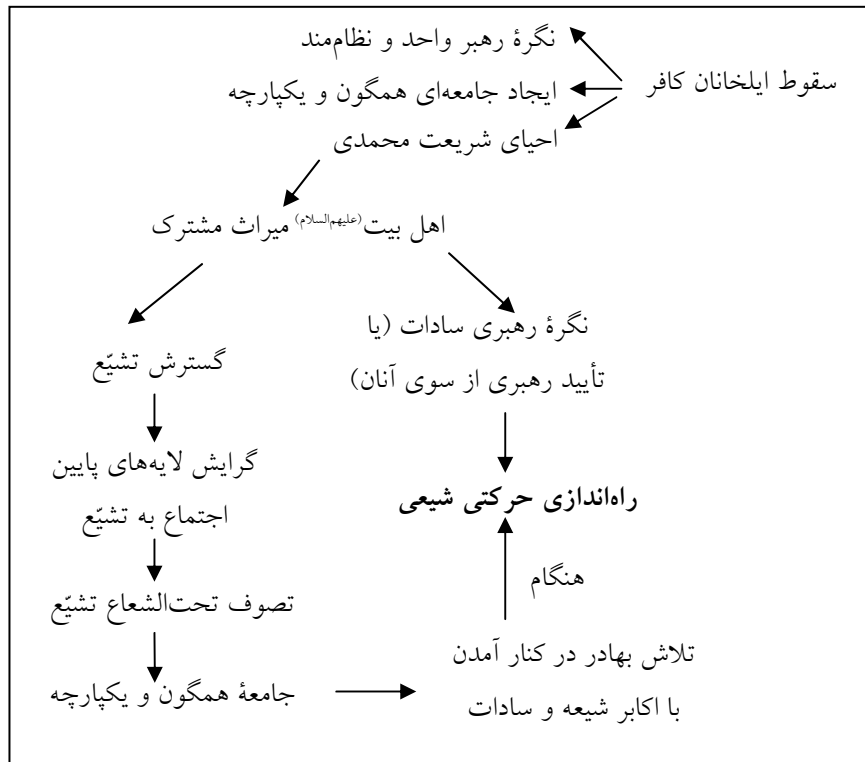 نگرهٔ رهبر واحد و نظام‌مند
سقوط ایلخانان کافر
ایجاد جامعه‌ای همگون و یکپارچه
احیای شریعت محمدی
اهل بیت(علیهم‌السلام) میراث مشترک
نگرهٔ رهبری سادات (یا
تأیید رهبری از سوی آنان)
گسترش تشیّع
گرایش لایه‌های پایین
اجتماع به تشیّع
راه‌اندازی حرکتی شیعی
هنگام
تصوف تحت‌الشعاع تشیّع
تلاش بهادر در کنار آمدن
با اکابر شیعه و سادات
جامعهٔ همگون و یکپارچه